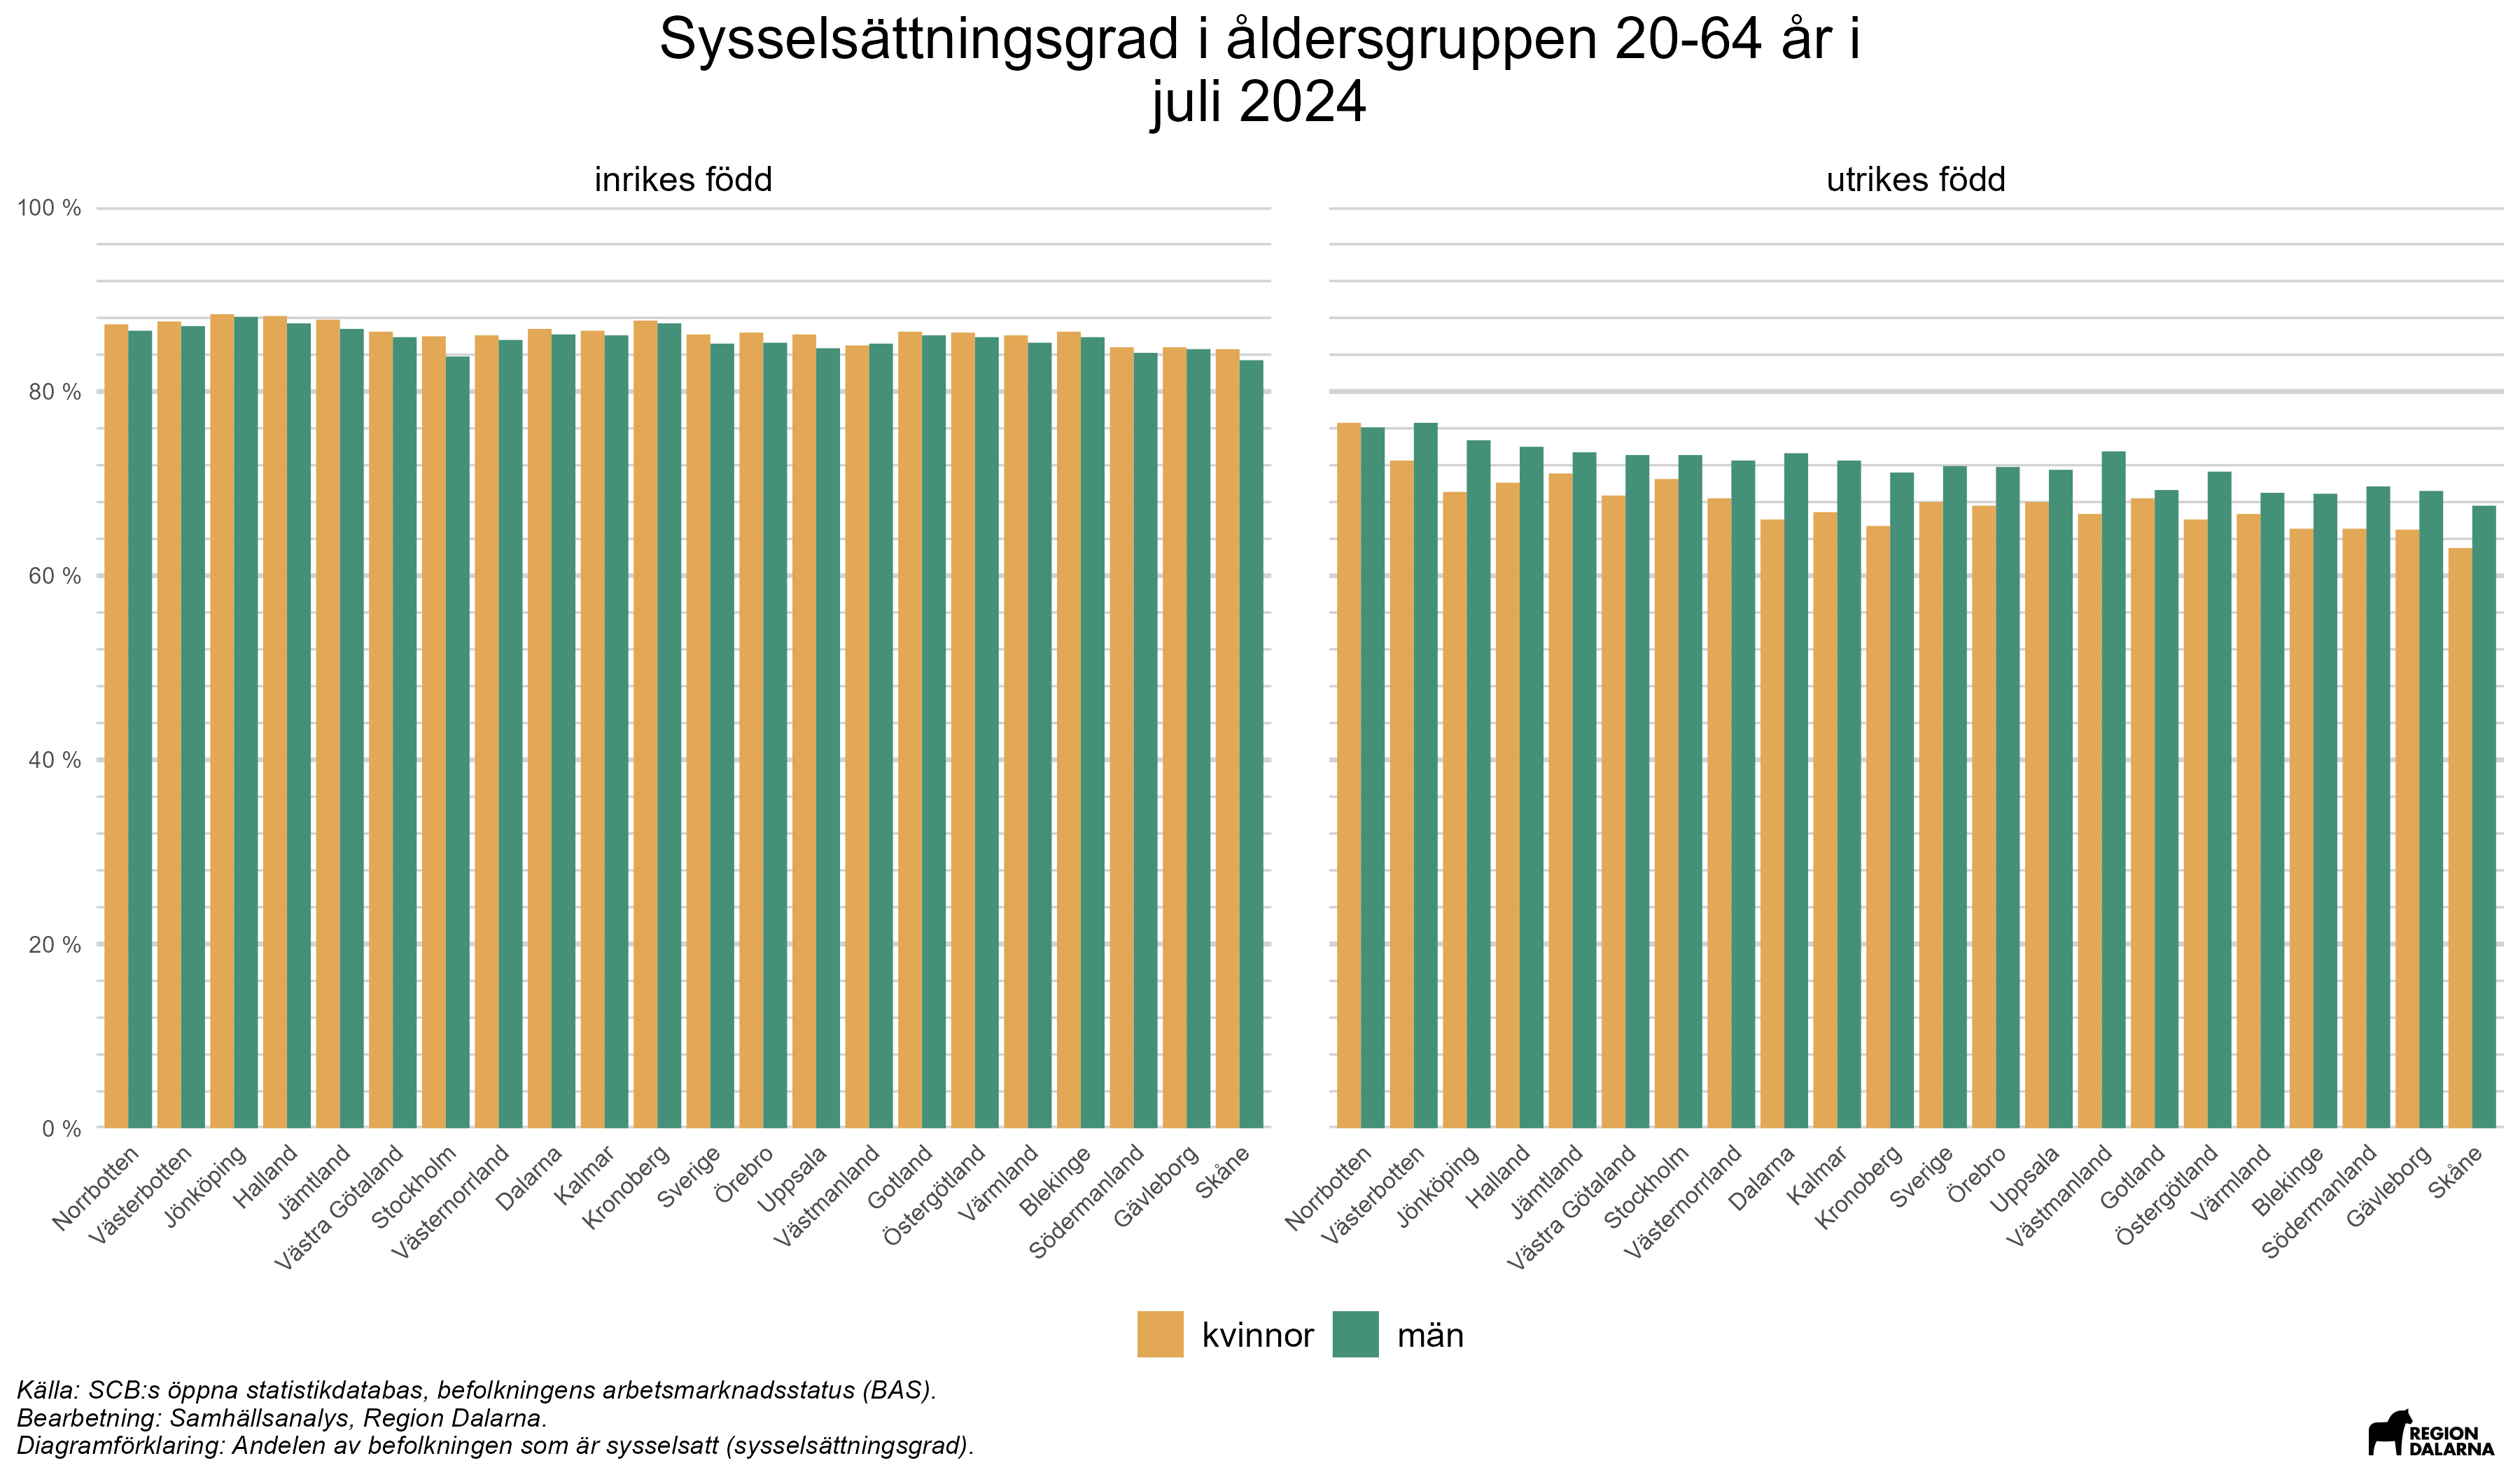 Sysselsättningsgrad i åldersgruppen 20-64 år i
juli 2024
inrikes född
utrikes född
100 %
80 %
60 %
40 %
20 %
0 %
Norrbotten
Västerbotten
Jönköping
Halland
Jämtland
Västra Götaland
Stockholm
Västernorrland
Dalarna
Kalmar
Kronoberg
Sverige
Örebro
Uppsala
Västmanland
Gotland
Östergötland
Värmland
Blekinge
Södermanland
Gävleborg
Skåne
Norrbotten
Västerbotten
Jönköping
Halland
Jämtland
Västra Götaland
Stockholm
Västernorrland
Dalarna
Kalmar
Kronoberg
Sverige
Örebro
Uppsala
Västmanland
Gotland
Östergötland
Värmland
Blekinge
Södermanland
Gävleborg
Skåne
kvinnor
män
Källa: SCB:s öppna statistikdatabas, befolkningens arbetsmarknadsstatus (BAS).
Bearbetning: Samhällsanalys, Region Dalarna.
Diagramförklaring: Andelen av befolkningen som är sysselsatt (sysselsättningsgrad).
REGION
DALARNA